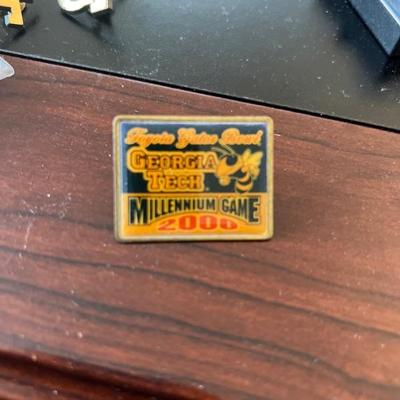 Toyota Gator Bowl
GEORGIA
TECH
MILLENNIUM GAME
2000